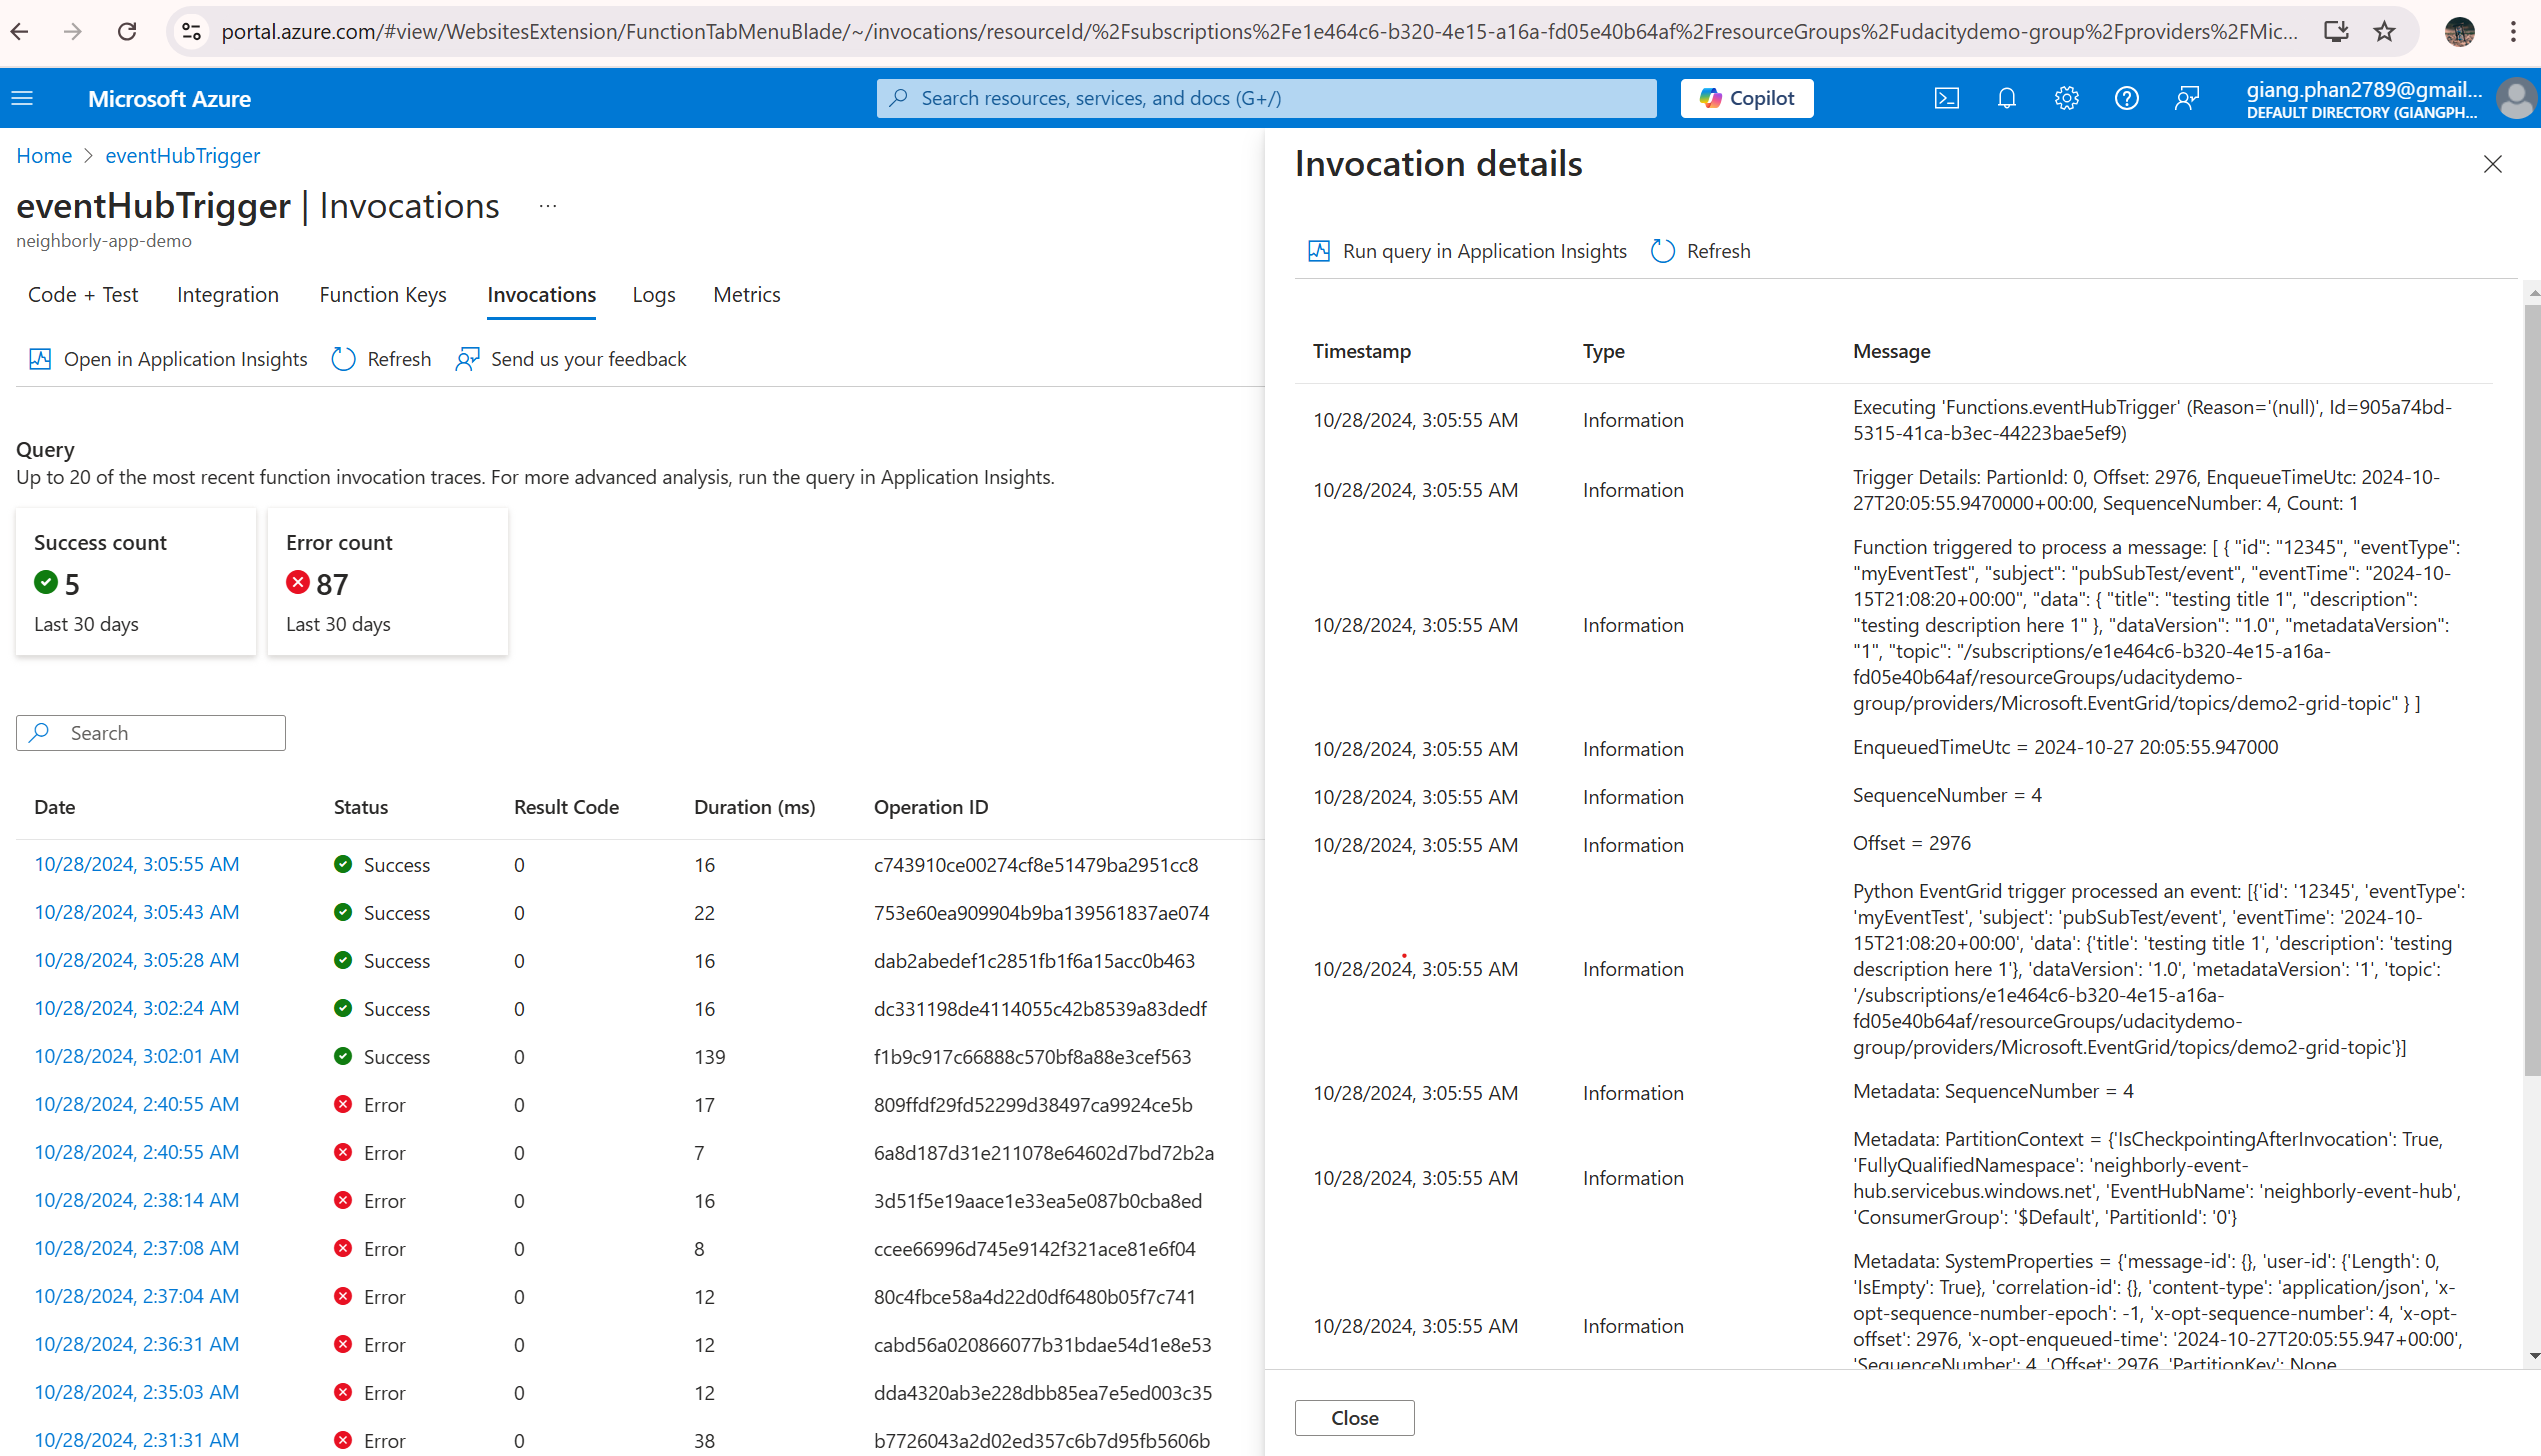 portal.azure.com/#view/WebsitesExtension/FunctionTabMenuBlade/~/invocations/resourceId/%2Fsubscriptions%2Fe1e464c6-b320-4e15-a16a-fd05e40b64af%2FresourceGroups%2Fudacitydemo-group%2Fproviders%2FMic...
Microsoft Azure
Search resources, services, and docs (G+/)
Copilot
giang.phan2789@gmail...
DEFAULT DIRECTORY (GIANGPH...
Home > eventHubTrigger
eventHubTrigger | Invocations ...
neighborly-app-demo
Code + Test Integration Function Keys Invocations Logs Metrics
Open in Application Insights Refresh Send us your feedback
Query
Up to 20 of the most recent function invocation traces. For more advanced analysis, run the query in Application Insights.
Success count
5
Last 30 days
Error count
87
Last 30 days
Search
Date Status Result Code Duration (ms) Operation ID
10/28/2024, 3:05:55 AM Success 0 16 c743910ce00274cf8e51479ba2951cc8
10/28/2024, 3:05:43 AM Success 0 22 753e60ea909904b9ba139561837ae074
10/28/2024, 3:05:28 AM Success 0 16 dab2abedef1c2851fb1f6a15acc0b463
10/28/2024, 3:02:24 AM Success 0 16 dc331198de4114055c42b8539a83dedf
10/28/2024, 3:02:01 AM Success 0 139 f1b9c917c66888c570bf8a88e3cef563
10/28/2024, 2:40:55 AM Error 0 17 809ffdf29fd52299d38497ca9924ce5b
10/28/2024, 2:40:55 AM Error 0 7 6a8d187d31e211078e64602d7bd72b2a
10/28/2024, 2:38:14 AM Error 0 16 3d51f5e19aace1e33ea5e087b0cba8ed
10/28/2024, 2:37:08 AM Error 0 8 ccee66996d745e9142f321ace81e6f04
10/28/2024, 2:37:04 AM Error 0 12 80c4fbce58a4d22d0df6480b05f7c741
10/28/2024, 2:36:31 AM Error 0 12 cabd56a020866077b31bdae54d1e8e53
10/28/2024, 2:35:03 AM Error 0 12 dda4320ab3e228dbb85ea7e5ed003c35
10/28/2024, 2:31:31 AM Error 0 38 b7726043a2d02ed357c6b7d95fb5606b
Invocation details
Run query in Application Insights Refresh
Timestamp Type Message
10/28/2024, 3:05:55 AM Information Executing 'Functions.eventHubTrigger' (Reason='(null)', Id=905a74bd-
5315-41ca-b3ec-44223bae5ef9)
10/28/2024, 3:05:55 AM Information Trigger Details: PartionId: 0, Offset: 2976, EnqueueTimeUtc: 2024-10-
27T20:05:55.9470000+00:00, SequenceNumber: 4, Count: 1
10/28/2024, 3:05:55 AM Information Function triggered to process a message: [ { "id": "12345", "eventType":
"myEventTest", "subject": "pubSubTest/event", "eventTime": "2024-10-
15T21:08:20+00:00", "data": { "title": "testing title 1", "description":
"testing description here 1" }, "dataVersion": "1.0", "metadataVersion":
"1", "topic": "/subscriptions/e1e464c6-b320-4e15-a16a-
fd05e40b64af/resourceGroups/udacitydemo-
group/providers/Microsoft.EventGrid/topics/demo2-grid-topic" } ]
10/28/2024, 3:05:55 AM Information EnqueuedTimeUtc = 2024-10-27 20:05:55.947000
10/28/2024, 3:05:55 AM Information SequenceNumber = 4
10/28/2024, 3:05:55 AM Information Offset = 2976
10/28/2024, 3:05:55 AM Information Python EventGrid trigger processed an event: [{'id': '12345', 'eventType':
'myEventTest', 'subject': 'pubSubTest/event', 'eventTime': '2024-10-
15T21:08:20+00:00', 'data': {'title': 'testing title 1', 'description': 'testing
description here 1'}, 'dataVersion': '1.0', 'metadataVersion': '1', 'topic':
'/subscriptions/e1e464c6-b320-4e15-a16a-
fd05e40b64af/resourceGroups/udacitydemo-
group/providers/Microsoft.EventGrid/topics/demo2-grid-topic'}]
10/28/2024, 3:05:55 AM Information Metadata: SequenceNumber = 4
10/28/2024, 3:05:55 AM Information Metadata: PartitionContext = {'IsCheckpointingAfterInvocation': True,
'FullyQualifiedNamespace': 'neighborly-event-
hub.servicebus.windows.net', 'EventHubName': 'neighborly-event-hub',
'ConsumerGroup': '$Default', 'PartitionId': '0'}
10/28/2024, 3:05:55 AM Information Metadata: SystemProperties = {'message-id': {}, 'user-id': {'Length': 0,
'IsEmpty': True}, 'correlation-id': {}, 'content-type': 'application/json', 'x-
opt-sequence-number-epoch': -1, 'x-opt-sequence-number': 4, 'x-opt-
offset': 2976, 'x-opt-enqueued-time': '2024-10-27T20:05:55.947+00:00',
'SequenceNumber': 4, 'Offset': 2976, 'PartitionKey': None,
Close